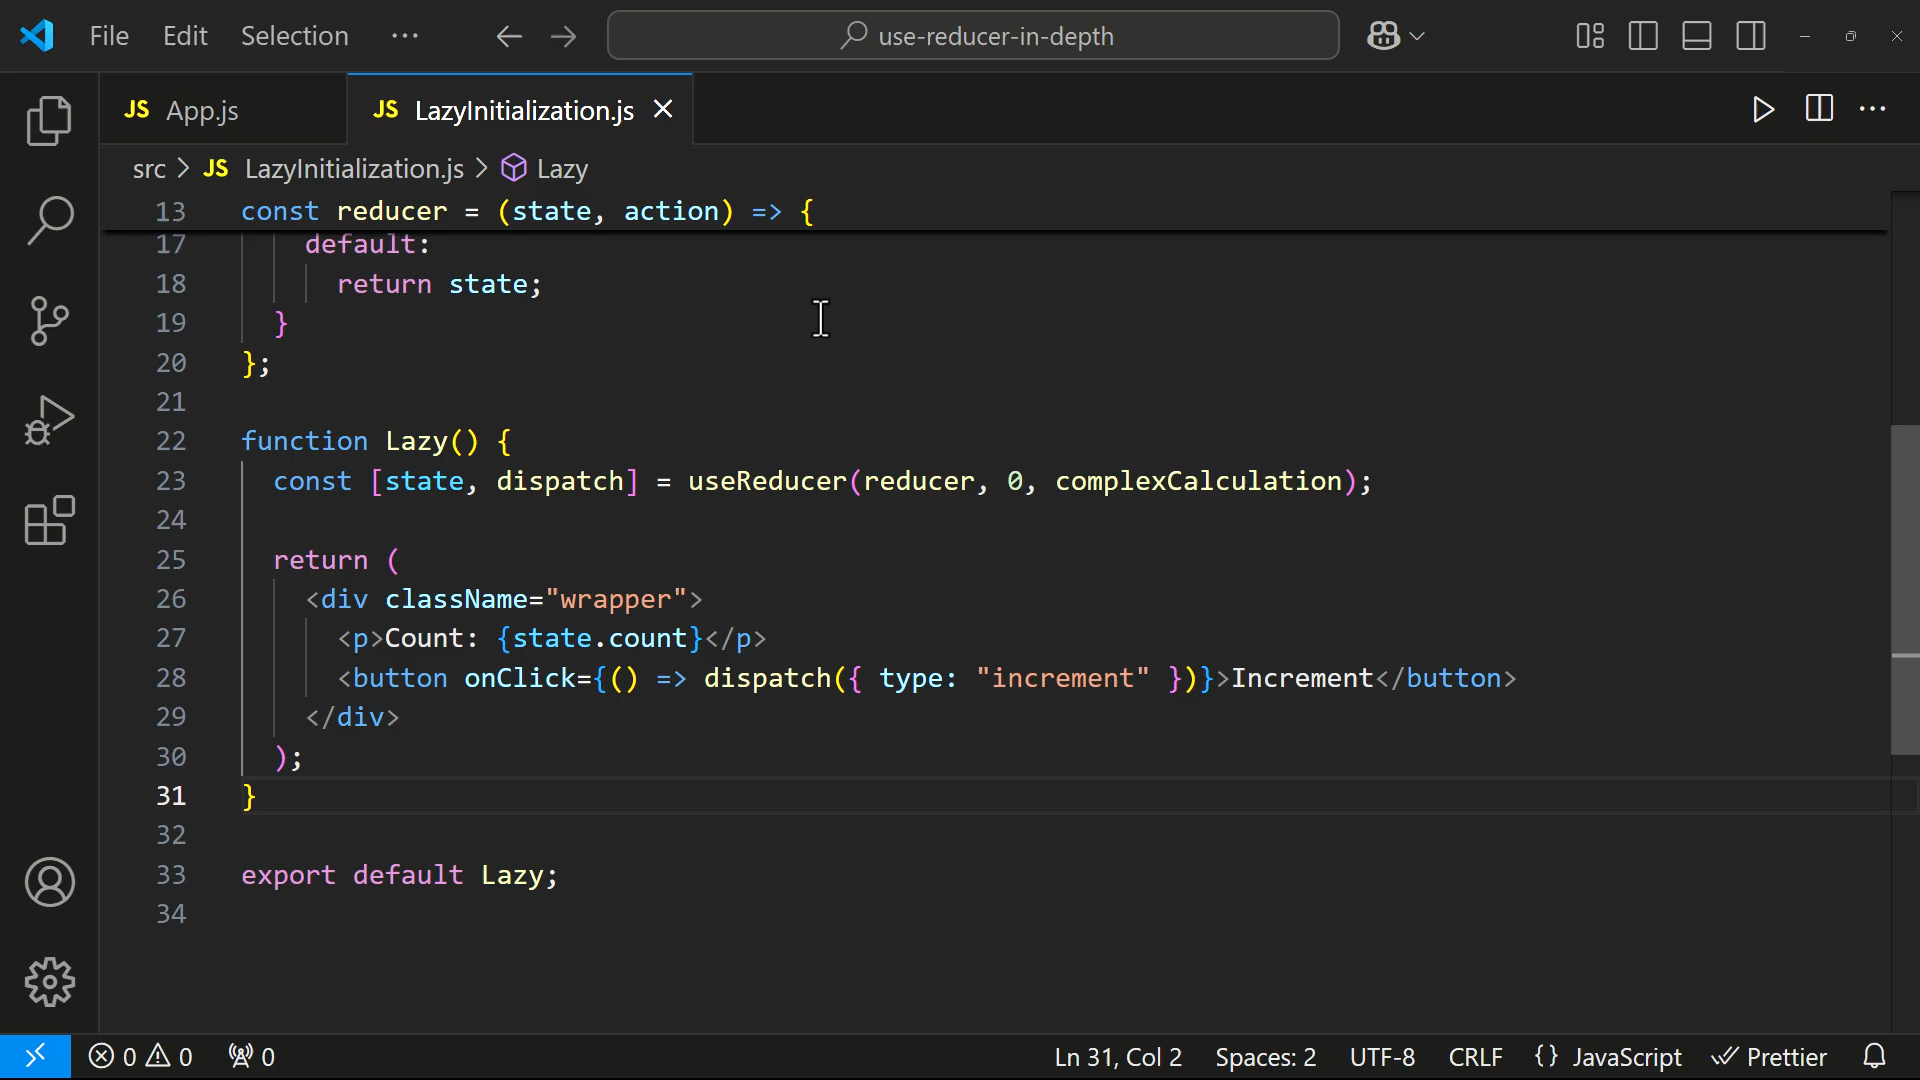 File Edit Selection ··· use-reducer-in-depth
JS App.js JS LazyInitialization.js
src > JS LazyInitialization.js > Lazy
13 const reducer = (state, action) => {
17 default:
18 return state;
19 }
20 };
21
22 function Lazy() {
23 const [state, dispatch] = useReducer(reducer, 0, complexCalculation);
24
25 return (
26 <div className="wrapper">
27 <p>Count: {state.count}</p>
28 <button onClick={() => dispatch({ type: "increment" })}>Increment</button>
29 </div>
30 );
31 }
32
33 export default Lazy;
34
0 0 0 Ln 31, Col 2 Spaces: 2 UTF-8 CRLF {} JavaScript Prettier